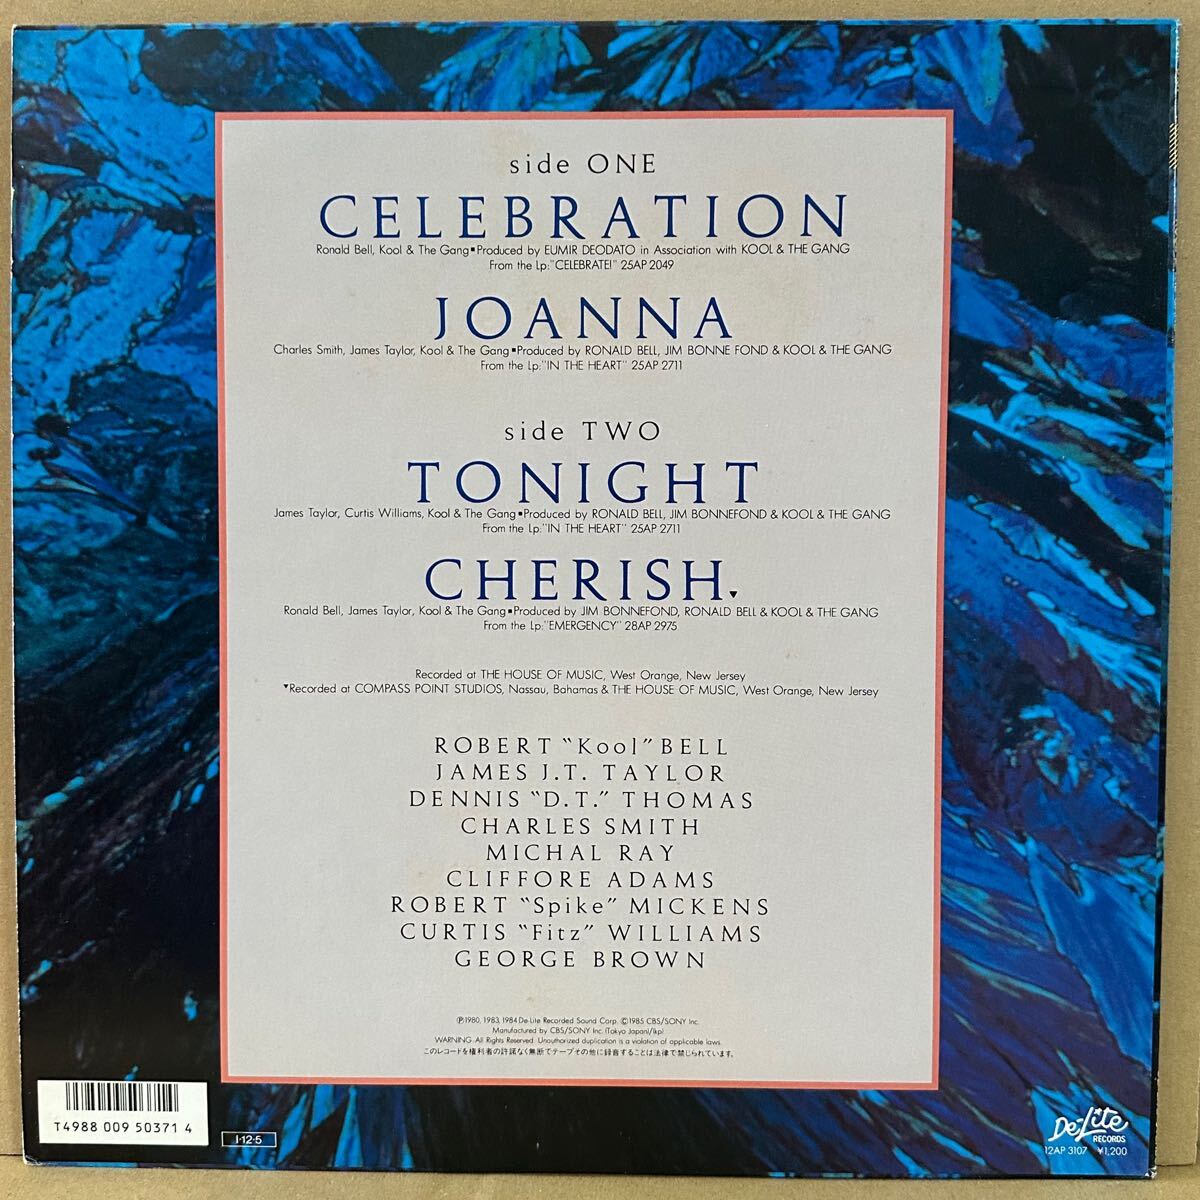 side ONE
CELEBRATION
Ronald Bell, Kool & The Gang▪Produced by EUMIR DEODATO in Association with KOOL & THE GANG
From the Lp:"CELEBRATE!" 25AP 2049
JOANNA
Charles Smith, James Taylor, Kool & The Gang▪Produced by RONALD BELL, JIM BONNE FOND & KOOL & THE GANG
From the Lp:"IN THE HEART" 25AP 2711
side TWO
TONIGHT
James Taylor, Curtis Williams, Kool & The Gang▪Produced by RONALD BELL, JIM BONNEFOND & KOOL & THE GANG
From the Lp:"IN THE HEART" 25AP 2711
CHERISH▼
Ronald Bell, James Taylor, Kool & The Gang▪Produced by JIM BONNEFOND, RONALD BELL & KOOL & THE GANG
From the Lp:"EMERGENCY" 28AP 2975
Recorded at THE HOUSE OF MUSIC, West Orange, New Jersey
▼Recorded at COMPASS POINT STUDIOS, Nassau, Bahamas & THE HOUSE OF MUSIC, West Orange, New Jersey
ROBERT "Kool" BELL
JAMES J.T. TAYLOR
DENNIS "D.T." THOMAS
CHARLES SMITH
MICHAL RAY
CLIFFORE ADAMS
ROBERT "Spike" MICKENS
CURTIS "Fitz" WILLIAMS
GEORGE BROWN
℗1980, 1983, 1984 De-Lite Recorded Sound Corp. ©1985 CBS/SONY Inc.
Manufactured by CBS/SONY Inc. (Tokyo Japan)/(kp)
WARNING: All Rights Reserved. Unauthorized duplication is a violation of applicable laws.
このレコードを権利者の許諾なく無断でテープその他に録音することは法律で禁じられています。
T4988 009 50371 4
I·12·5
De-Lite
RECORDS
12AP 3107 ¥1,200